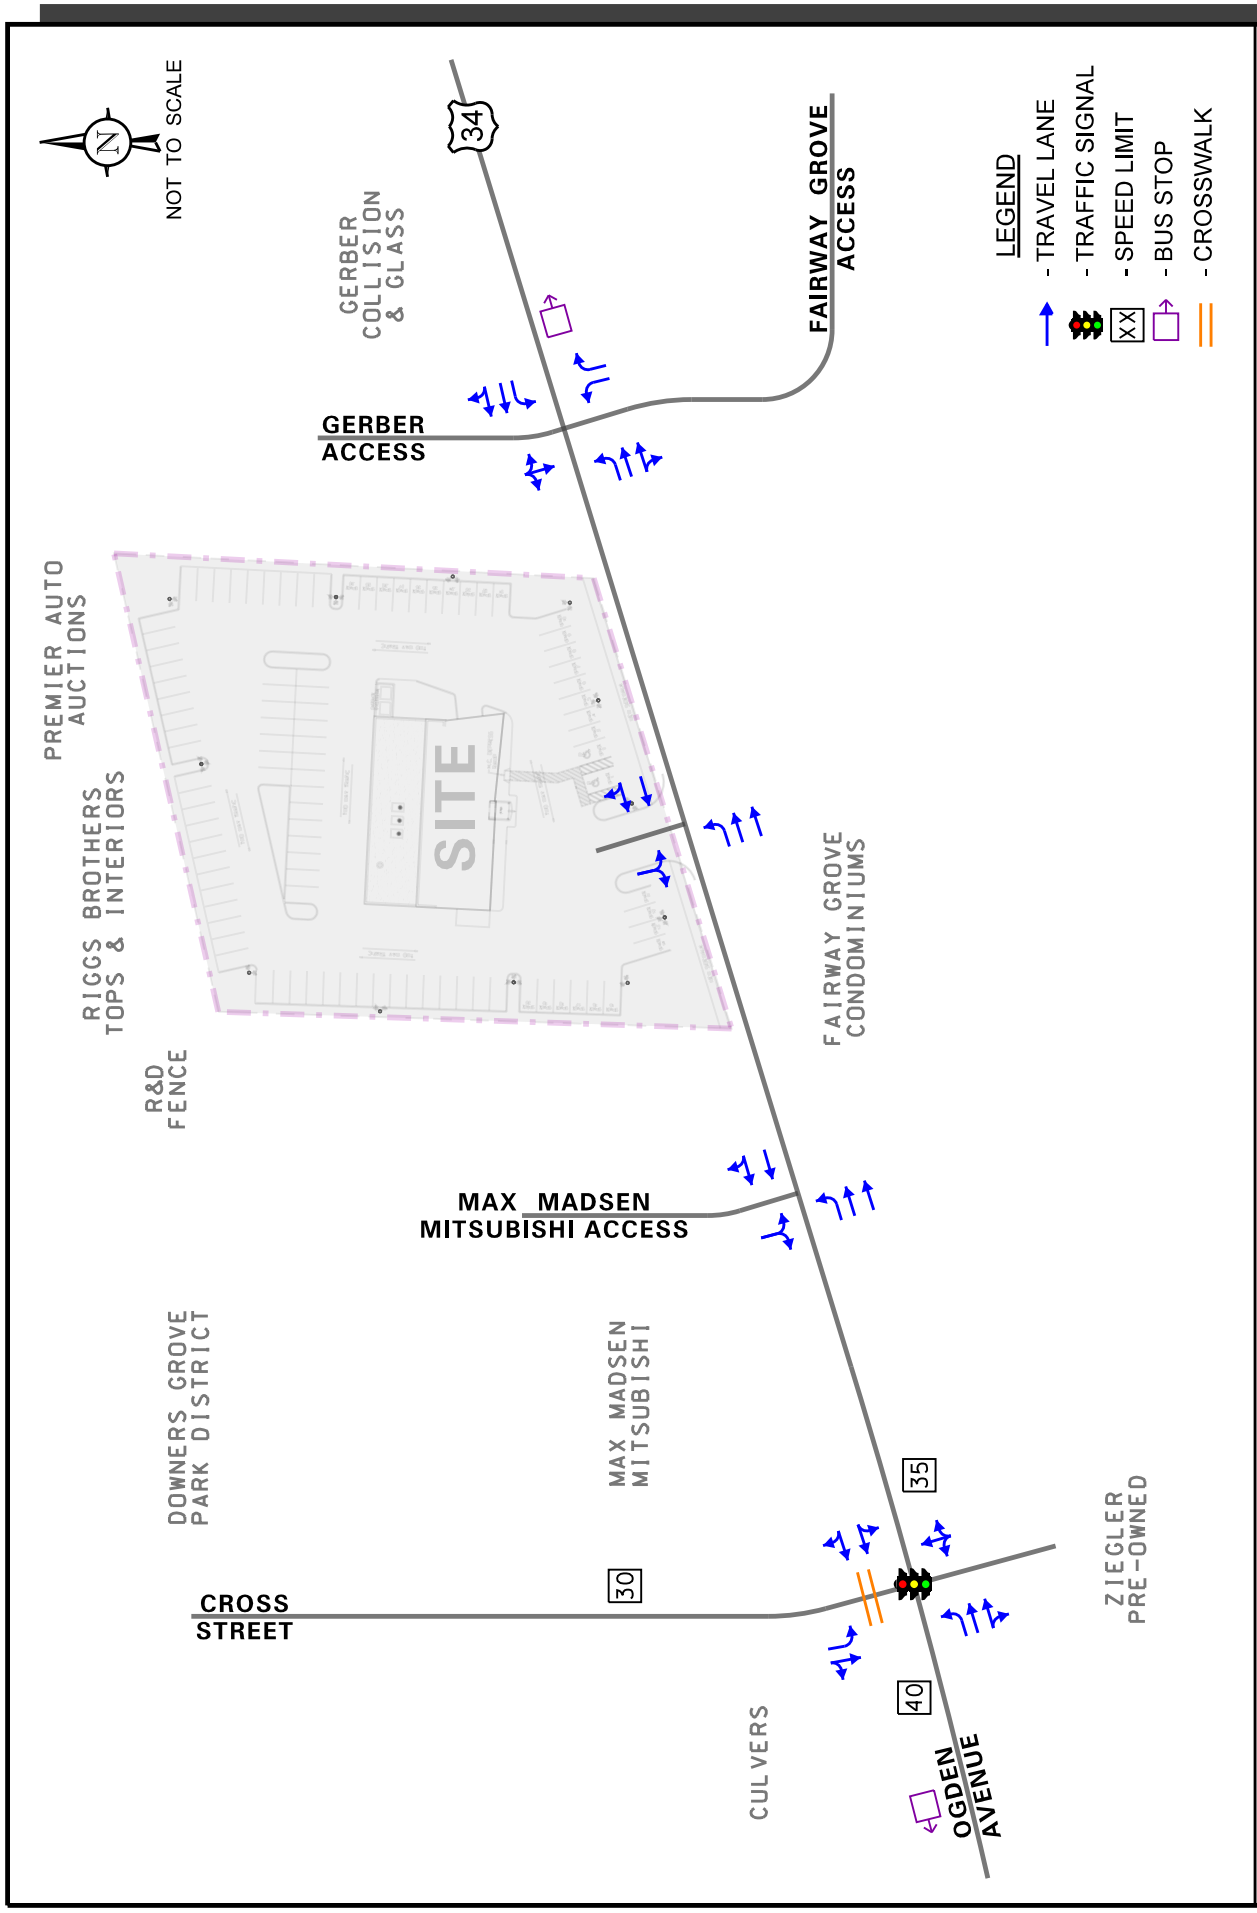 NOT TO SCALE
N
34
GERBER
COLLISION
& GLASS
FAIRWAY GROVE
ACCESS
LEGEND
- TRAVEL LANE
- TRAFFIC SIGNAL
XX - SPEED LIMIT
- BUS STOP
- CROSSWALK
GERBER
ACCESS
PREMIER AUTO
AUCTIONS
RIGGS BROTHERS
TOPS & INTERIORS
SITE
R&D
FENCE
FAIRWAY GROVE
CONDOMINIUMS
MAX MADSEN
MITSUBISHI ACCESS
DOWNERS GROVE
PARK DISTRICT
MAX MADSEN
MITSUBISHI
35
ZIEGLER
PRE-OWNED
CROSS
STREET
30
40
CULVERS
OGDEN
AVENUE